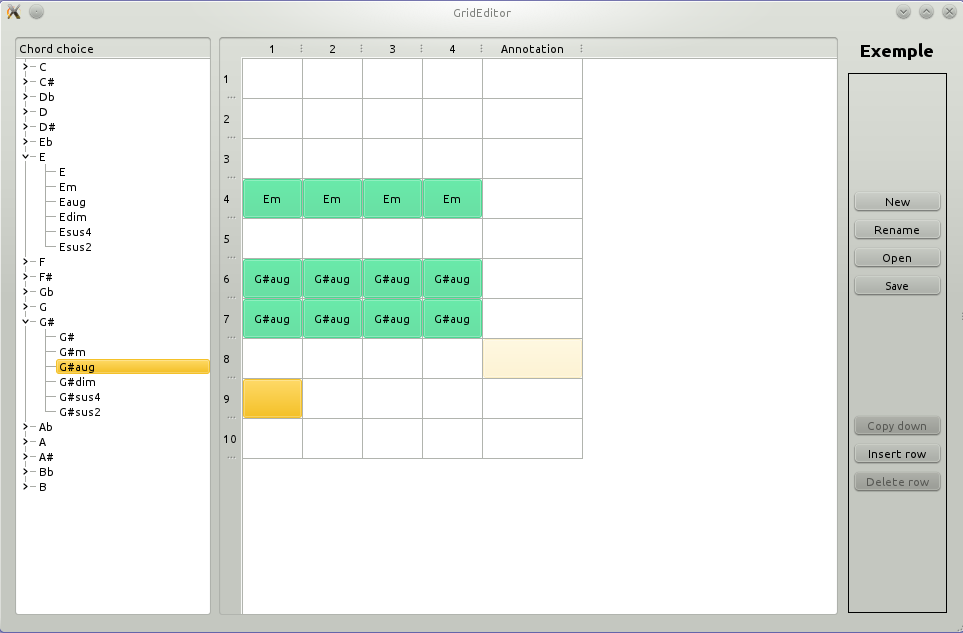 GridEditor
Chord choice
C
C#
Db
D
D#
Eb
E
E
Em
Eaug
Edim
Esus4
Esus2
F
F#
Gb
G
G#
G#
G#m
G#aug
G#dim
G#sus4
G#sus2
Ab
A
A#
Bb
B
1 2 3 4 Annotation
1
...
2
...
3
...
4 Em Em Em Em
...
5
...
6 G#aug G#aug G#aug G#aug
...
7 G#aug G#aug G#aug G#aug
...
8
...
9
...
10
...
Exemple
New
Rename
Open
Save
Copy down
Insert row
Delete row